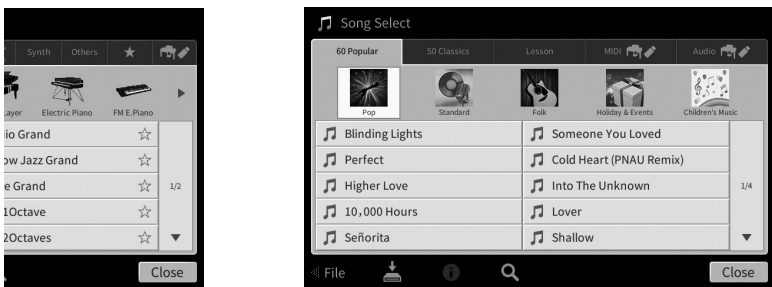 Synth Others
Layer Electric Piano FM E.Piano
Grand
ow Jazz Grand
e Grand
1/2
1Octave
2Octaves
Close
Song Select
60 Popular 50 Classics Lesson MIDI Audio
Pop Standard Folk Holiday & Events Children's Music
Blinding Lights Someone You Loved
Perfect Cold Heart (PNAU Remix)
Higher Love Into The Unknown 1/4
10,000 Hours Lover
Señorita Shallow
File Close